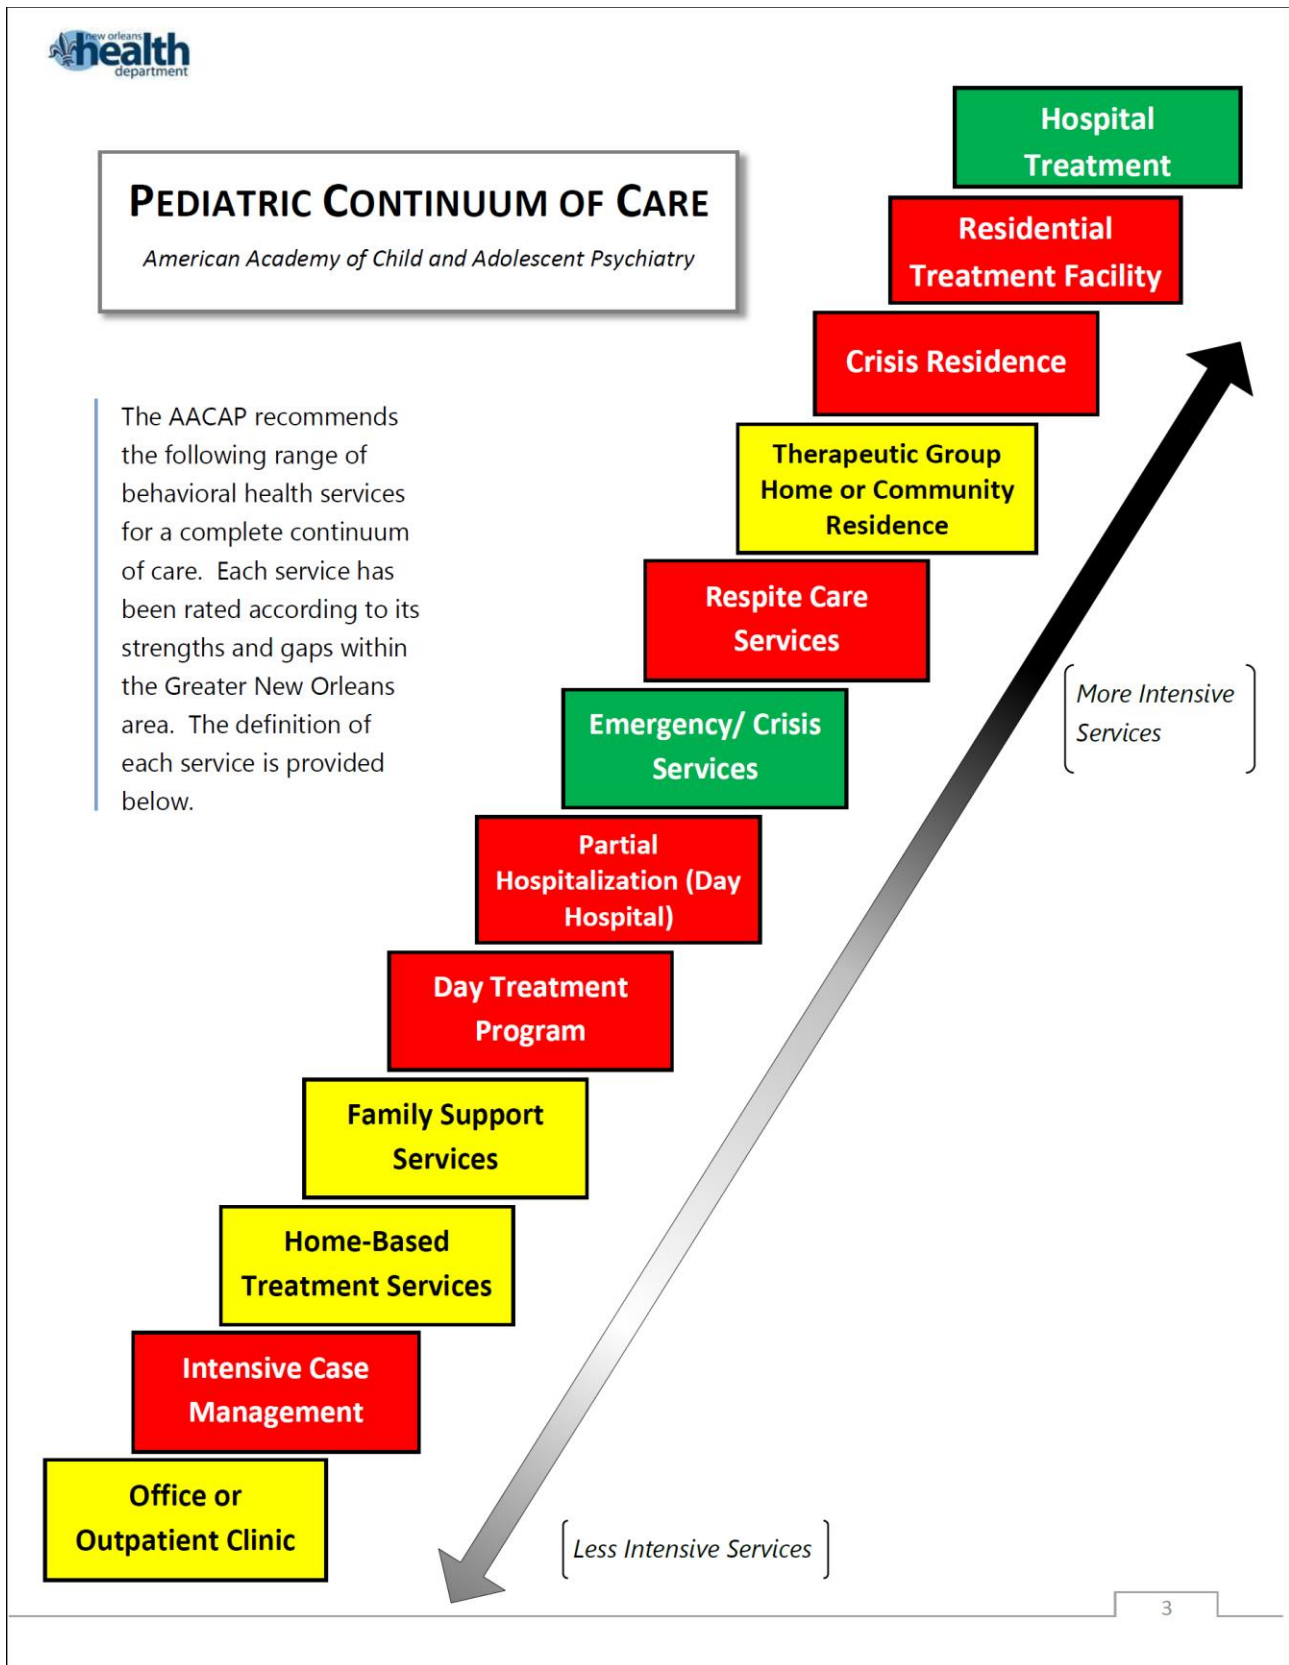 new orleans
health
department
Hospital
Treatment
PEDIATRIC CONTINUUM OF CARE
American Academy of Child and Adolescent Psychiatry
Residential
Treatment Facility
Crisis Residence
The AACAP recommends
the following range of
behavioral health services
for a complete continuum
of care.  Each service has
been rated according to its
strengths and gaps within
the Greater New Orleans
area.  The definition of
each service is provided
below.
Therapeutic Group
Home or Community
Residence
Respite Care
Services
More Intensive
Services
Emergency/ Crisis
Services
Partial
Hospitalization (Day
Hospital)
Day Treatment
Program
Family Support
Services
Home-Based
Treatment Services
Intensive Case
Management
Office or
Outpatient Clinic
Less Intensive Services
3